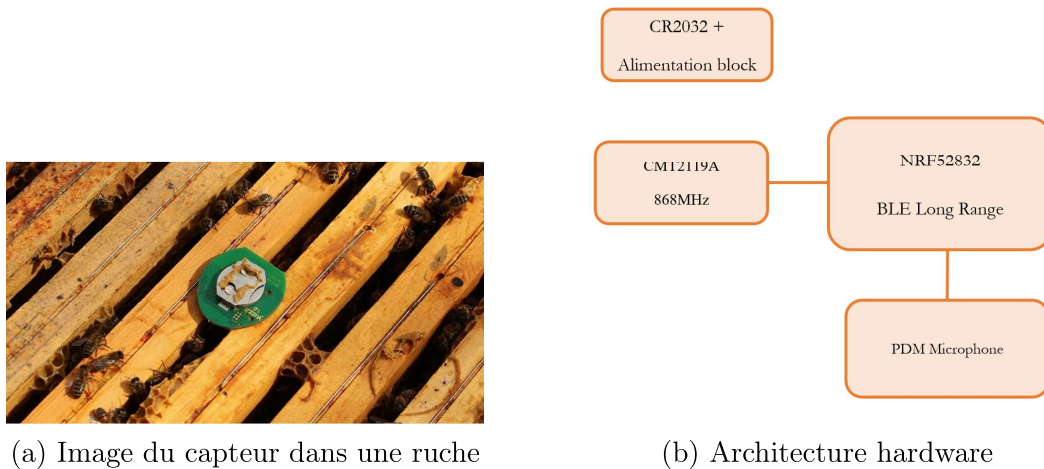 CR2032 +
Alimentation block
CMT2119A
868MHz
NRF52832
BLE Long Range
PDM Microphone
(a) Image du capteur dans une ruche
(b) Architecture hardware